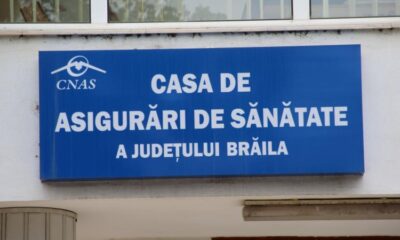 CNAS
CASA DE
ASIGURĂRI DE SĂNĂTATE
A JUDEȚULUI BRĂILA